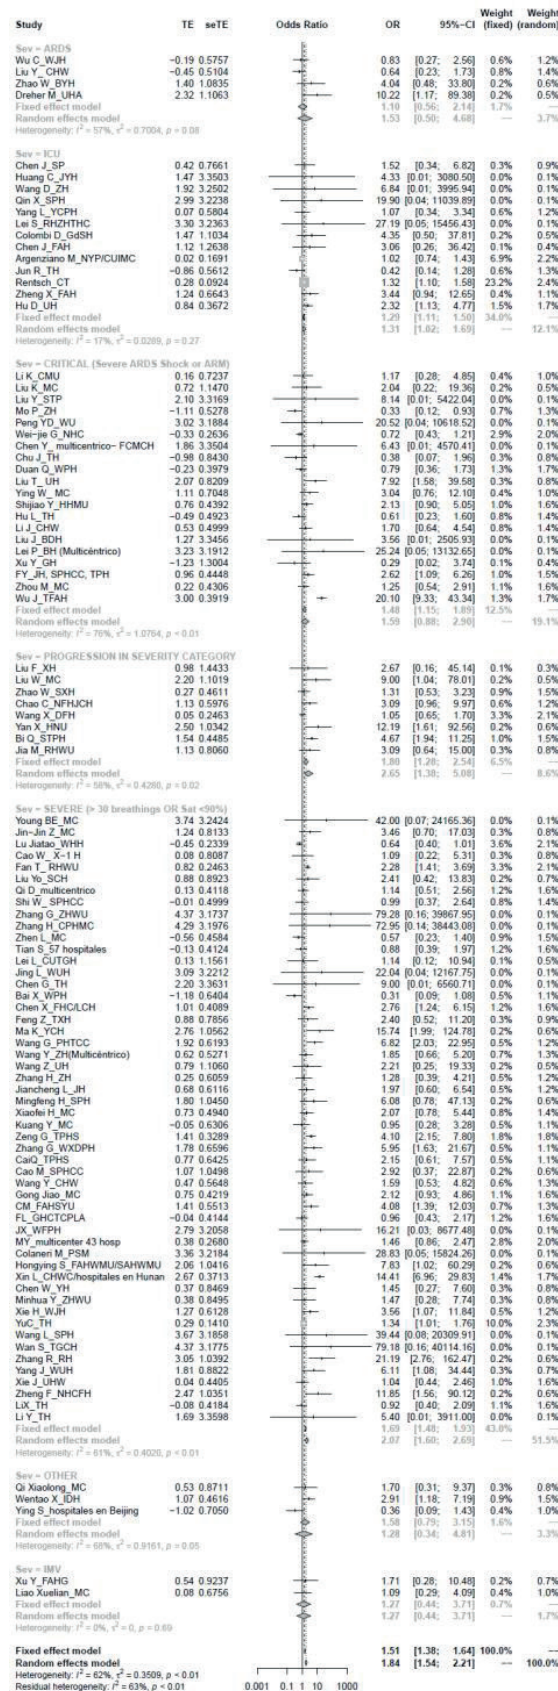 Weight Weight
Study TE seTE Odds Ratio OR 95%-CI (fixed) (random)
Sev = ARDS
Wu C_WJH −0.19 0.5757 0.83 [0.27; 2.56] 0.6% 1.2%
Liu Y_CHW −0.45 0.5104 0.64 [0.23; 1.73] 0.8% 1.4%
Zhao W_BYH 1.40 1.0835 4.04 [0.48; 33.80] 0.2% 0.6%
Dreher M_UHA 2.32 1.1063 10.22 [1.17; 89.38] 0.2% 0.5%
Fixed effect model 1.10 [0.56; 2.14] 1.7% ---
Random effects model 1.53 [0.50; 4.68] --- 3.7%
Heterogeneity: I² = 57%, τ² = 0.7004, p = 0.08
Sev = ICU
Chen J_SP 0.42 0.7661 1.52 [0.34; 6.82] 0.3% 0.9%
Huang C_JYH 1.47 3.3503 4.33 [0.01; 3080.50] 0.0% 0.1%
Wang D_ZH 1.92 3.2502 6.84 [0.01; 3995.94] 0.0% 0.1%
Qin X_SPH 2.99 3.2238 19.90 [0.04; 11039.85] 0.0% 0.1%
Yang L_YCPH 0.07 0.5804 1.07 [0.34; 3.34] 0.6% 1.2%
Lei S_RHZHTHC 3.30 3.2363 27.19 [0.05; 15456.43] 0.0% 0.1%
Colombi D_GdSH 1.47 1.1034 4.35 [0.50; 37.81] 0.2% 0.5%
Chen J_FAH 1.12 1.2638 3.06 [0.26; 36.42] 0.1% 0.4%
Argenziano M_NYP/CUIMC 0.02 0.1691 1.02 [0.74; 1.43] 6.9% 2.2%
Jun R_TH −0.86 0.5612 0.42 [0.14; 1.28] 0.6% 1.3%
Rentsch_CT 0.28 0.0924 1.32 [1.10; 1.58] 23.2% 2.4%
Zheng X_FAH 1.24 0.6643 3.44 [0.94; 12.65] 0.4% 1.1%
Hu D_UH 0.84 0.3672 2.32 [1.13; 4.77] 1.5% 1.7%
Fixed effect model 1.29 [1.11; 1.50] 34.0% ---
Random effects model 1.31 [1.02; 1.69] --- 12.1%
Heterogeneity: I² = 17%, τ² = 0.0289, p = 0.27
Sev = CRITICAL (Severe ARDS Shock or ARM)
Li K_CMU 0.16 0.7237 1.17 [0.28; 4.85] 0.4% 1.0%
Liu K_MC 0.72 1.1470 2.04 [0.22; 19.36] 0.2% 0.5%
Liu Y_STP 2.10 3.3169 8.14 [0.01; 5422.04] 0.0% 0.1%
Mo P_ZH −1.11 0.5278 0.33 [0.12; 0.93] 0.7% 1.3%
Peng YD_WU 3.02 3.1884 20.52 [0.04; 10618.52] 0.0% 0.1%
Wei-jie G_NHC −0.33 0.2636 0.72 [0.43; 1.21] 2.9% 2.0%
Chen Y_ multicentrico− FCMCH 1.86 3.3504 6.43 [0.01; 4570.41] 0.0% 0.1%
Chu J_TH −0.98 0.8430 0.38 [0.07; 1.96] 0.3% 0.8%
Duan Q_WPH −0.23 0.3979 0.79 [0.36; 1.73] 1.3% 1.7%
Liu T_UH 2.07 0.8209 7.92 [1.58; 39.58] 0.3% 0.8%
Ying W_MC 1.11 0.7048 3.04 [0.76; 12.10] 0.4% 1.0%
Shijiao Y_HHMU 0.76 0.4392 2.13 [0.90; 5.05] 1.0% 1.5%
Hu L_TH −0.49 0.4923 0.61 [0.23; 1.60] 0.8% 1.4%
Li J_CHW 0.53 0.4999 1.70 [0.64; 4.54] 0.8% 1.4%
Liu J_BDH 1.27 3.3456 3.56 [0.01; 2505.93] 0.0% 0.1%
Lei P_BH (Multicéntrico) 3.23 3.1912 25.24 [0.05; 13132.65] 0.0% 0.1%
Xu Y_GH −1.23 1.3004 0.29 [0.02; 3.74] 0.1% 0.4%
FY_JH, SPHCC, TPH 0.96 0.4448 2.62 [1.09; 6.26] 1.0% 1.5%
Zhou M_MC 0.22 0.4306 1.25 [0.54; 2.91] 1.1% 1.6%
Wu J_TFAH 3.00 0.3919 20.10 [9.33; 43.34] 1.3% 1.7%
Fixed effect model 1.48 [1.15; 1.89] 12.5% ---
Random effects model 1.59 [0.88; 2.90] --- 19.1%
Heterogeneity: I² = 76%, τ² = 1.0764, p < 0.01
Sev = PROGRESSION IN SEVERITY CATEGORY
Liu F_XH 0.98 1.4433 2.67 [0.16; 45.14] 0.1% 0.3%
Liu W_MC 2.20 1.1019 9.00 [1.04; 78.01] 0.2% 0.5%
Zhao W_SXH 0.27 0.4611 1.31 [0.53; 3.23] 0.9% 1.5%
Chao C_NFHJCH 1.13 0.5976 3.09 [0.96; 9.97] 0.6% 1.2%
Wang X_DFH 0.05 0.2463 1.05 [0.65; 1.70] 3.3% 2.1%
Yan X_HNU 2.50 1.0342 12.19 [1.61; 92.56] 0.2% 0.6%
Bi Q_STPH 1.54 0.4485 4.67 [1.94; 11.25] 1.0% 1.5%
Jia M_RHWU 1.13 0.8060 3.09 [0.64; 15.00] 0.3% 0.8%
Fixed effect model 1.80 [1.28; 2.54] 6.5% ---
Random effects model 2.65 [1.38; 5.08] --- 8.6%
Heterogeneity: I² = 58%, τ² = 0.4260, p = 0.02
Sev = SEVERE (> 30 breathings OR Sat <90%)
Young BE_MC 3.74 3.2424 42.00 [0.07; 24165.36] 0.0% 0.1%
Jin-Jin Z_MC 1.24 0.8133 3.46 [0.70; 17.03] 0.3% 0.8%
Lu Jiatao_WHH −0.45 0.2339 0.64 [0.40; 1.01] 3.6% 2.1%
Cao W_ X−1 H 0.08 0.8087 1.09 [0.22; 5.31] 0.3% 0.8%
Fan T_RHWU 0.82 0.2463 2.28 [1.41; 3.69] 3.3% 2.1%
Liu Yo_SCH 0.88 0.8923 2.41 [0.42; 13.83] 0.2% 0.7%
Qi D_multicentrico 0.13 0.4118 1.14 [0.51; 2.56] 1.2% 1.6%
Shi W_SPHCC −0.01 0.4999 0.99 [0.37; 2.64] 0.8% 1.4%
Zhang G_ZHWU 4.37 3.1737 79.28 [0.16; 39867.95] 0.0% 0.1%
Zhang H_CPHMC 4.29 3.1976 72.95 [0.14; 38443.08] 0.0% 0.1%
Zhen L_MC −0.56 0.4584 0.57 [0.23; 1.40] 0.9% 1.5%
Tian S_57 hospitales −0.13 0.4124 0.88 [0.39; 1.97] 1.2% 1.6%
Lei L_CUTGH 0.13 1.1561 1.14 [0.12; 10.94] 0.2% 0.5%
Jing L_WUH 3.09 3.2212 22.04 [0.04; 12167.75] 0.0% 0.1%
Chen G_TH 2.20 3.3631 9.00 [0.01; 6560.71] 0.0% 0.1%
Bai X_WPH −1.18 0.6404 0.31 [0.09; 1.08] 0.5% 1.1%
Chen X_FHC/LCH 1.01 0.4089 2.76 [1.24; 6.15] 1.2% 1.6%
Feng Z_TXH 0.88 0.7856 2.40 [0.52; 11.20] 0.3% 0.9%
Ma K_YCH 2.76 1.0562 15.74 [1.99; 124.78] 0.2% 0.6%
Wang G_PHTCC 1.92 0.6193 6.82 [2.03; 22.95] 0.5% 1.2%
Wang Y_ZH(Multicéntrico) 0.62 0.5271 1.85 [0.66; 5.20] 0.7% 1.3%
Wang Z_UH 0.79 1.1060 2.21 [0.25; 19.33] 0.2% 0.5%
Zhang H_ZH 0.25 0.6059 1.28 [0.39; 4.21] 0.5% 1.2%
Jiancheng L_JH 0.68 0.6116 1.97 [0.60; 6.54] 0.5% 1.2%
Mingfeng H_SPH 1.80 1.0450 6.08 [0.78; 47.13] 0.2% 0.6%
Xiaofei H_MC 0.73 0.4940 2.07 [0.78; 5.44] 0.8% 1.4%
Kuang Y_MC −0.05 0.6306 0.95 [0.28; 3.28] 0.5% 1.1%
Zeng G_TPHS 1.41 0.3289 4.10 [2.15; 7.80] 1.8% 1.8%
Zhang G_WXDPH 1.78 0.6596 5.95 [1.63; 21.67] 0.5% 1.1%
CaiQ_TPHS 0.77 0.6425 2.15 [0.61; 7.57] 0.5% 1.1%
Cao M_SPHCC 1.07 1.0498 2.92 [0.37; 22.87] 0.2% 0.6%
Wang Y_CHW 0.47 0.5648 1.59 [0.53; 4.82] 0.6% 1.3%
Gong Jiao_MC 0.75 0.4219 2.12 [0.93; 4.86] 1.1% 1.6%
CM_FAHSYU 1.41 0.5513 4.08 [1.39; 12.03] 0.7% 1.3%
FL_GHCTCPLA −0.04 0.4144 0.96 [0.43; 2.17] 1.2% 1.6%
JX_WFPH 2.79 3.2058 16.21 [0.03; 8677.48] 0.0% 0.1%
MY_multicenter 43 hosp 0.38 0.2680 1.46 [0.86; 2.47] 2.8% 2.0%
Colaneri M_PSM 3.36 3.2184 28.83 [0.05; 15824.26] 0.0% 0.1%
Hongying S_FAHWMU/SAHWMU 2.06 1.0416 7.83 [1.02; 60.29] 0.2% 0.6%
Xin L_CHWC/hospitales en Hunan 2.67 0.3713 14.41 [6.96; 29.83] 1.4% 1.7%
Chen W_YH 0.37 0.8469 1.45 [0.27; 7.60] 0.3% 0.8%
Minhua Y_ZHWU 0.38 0.8495 1.47 [0.28; 7.74] 0.3% 0.8%
Xie H_WJH 1.27 0.6128 3.56 [1.07; 11.84] 0.5% 1.2%
YuC_TH 0.29 0.1410 1.34 [1.01; 1.76] 10.0% 2.3%
Wang L_SPH 3.67 3.1858 39.44 [0.08; 20309.91] 0.0% 0.1%
Wan S_TGCH 4.37 3.1775 79.18 [0.16; 40114.16] 0.0% 0.1%
Zhang R_RH 3.05 1.0392 21.19 [2.76; 162.47] 0.2% 0.6%
Yang J_WUH 1.81 0.8822 6.11 [1.08; 34.44] 0.3% 0.7%
Xie J_UHW 0.04 0.4405 1.04 [0.44; 2.46] 1.0% 1.5%
Zheng F_NHCFH 2.47 1.0351 11.85 [1.56; 90.12] 0.2% 0.6%
LiX_TH −0.08 0.4184 0.92 [0.40; 2.09] 1.1% 1.6%
Li Y_TH 1.69 3.3598 5.40 [0.01; 3911.00] 0.0% 0.1%
Fixed effect model 1.69 [1.48; 1.93] 43.0% ---
Random effects model 2.07 [1.60; 2.69] --- 51.5%
Heterogeneity: I² = 61%, τ² = 0.4020, p < 0.01
Sev = OTHER
Qi Xiaolong_MC 0.53 0.8711 1.70 [0.31; 9.37] 0.3% 0.8%
Wentao X_IDH 1.07 0.4616 2.91 [1.18; 7.19] 0.9% 1.5%
Ying S_hospitales en Beijing −1.02 0.7050 0.36 [0.09; 1.43] 0.4% 1.0%
Fixed effect model 1.58 [0.79; 3.15] 1.6% ---
Random effects model 1.28 [0.34; 4.81] --- 3.3%
Heterogeneity: I² = 68%, τ² = 0.9161, p = 0.05
Sev = IMV
Xu Y_FAHG 0.54 0.9237 1.71 [0.28; 10.48] 0.2% 0.7%
Liao Xuelian_MC 0.08 0.6756 1.09 [0.29; 4.09] 0.4% 1.0%
Fixed effect model 1.27 [0.44; 3.71] 0.7% ---
Random effects model 1.27 [0.44; 3.71] --- 1.7%
Heterogeneity: I² = 0%, τ² = 0, p = 0.69
Fixed effect model 1.51 [1.38; 1.64] 100.0% ---
Random effects model 1.84 [1.54; 2.21] --- 100.0%
Heterogeneity: I² = 62%, τ² = 0.3509, p < 0.01
Residual heterogeneity: I² = 63%, p < 0.01
0.001 0.1 1 10 1000